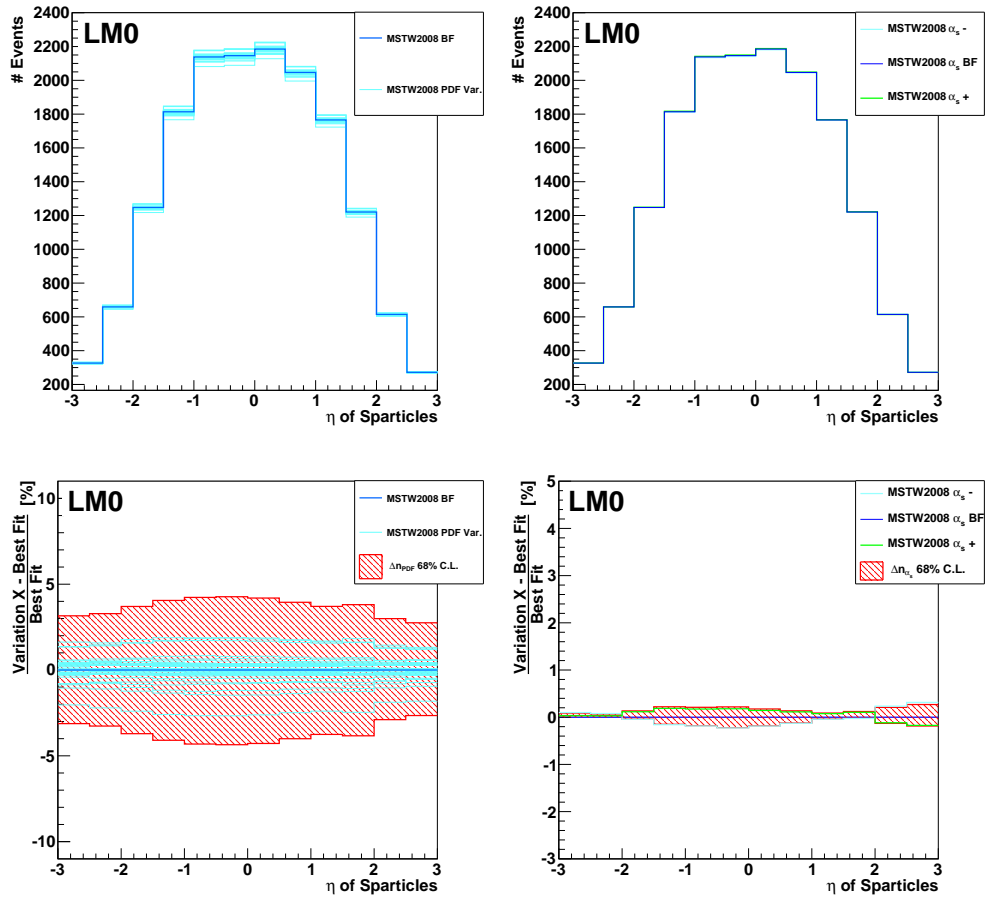 LM0
# Events
2400
2200
2000
1800
1600
1400
1200
1000
800
600
400
200
-3 -2 -1 0 1 2 3
η of Sparticles
MSTW2008 BF
MSTW2008 PDF Var.
LM0
# Events
2400
2200
2000
1800
1600
1400
1200
1000
800
600
400
200
-3 -2 -1 0 1 2 3
η of Sparticles
MSTW2008 αs -
MSTW2008 αs BF
MSTW2008 αs +
LM0
Variation X - Best Fit [%]
Best Fit
10
5
0
-5
-10
-3 -2 -1 0 1 2 3
η of Sparticles
MSTW2008 BF
MSTW2008 PDF Var.
ΔnPDF 68% C.L.
LM0
Variation X - Best Fit [%]
Best Fit
5
4
3
2
1
0
-1
-2
-3
-3 -2 -1 0 1 2 3
η of Sparticles
MSTW2008 αs -
MSTW2008 αs BF
MSTW2008 αs +
Δnαs 68% C.L.